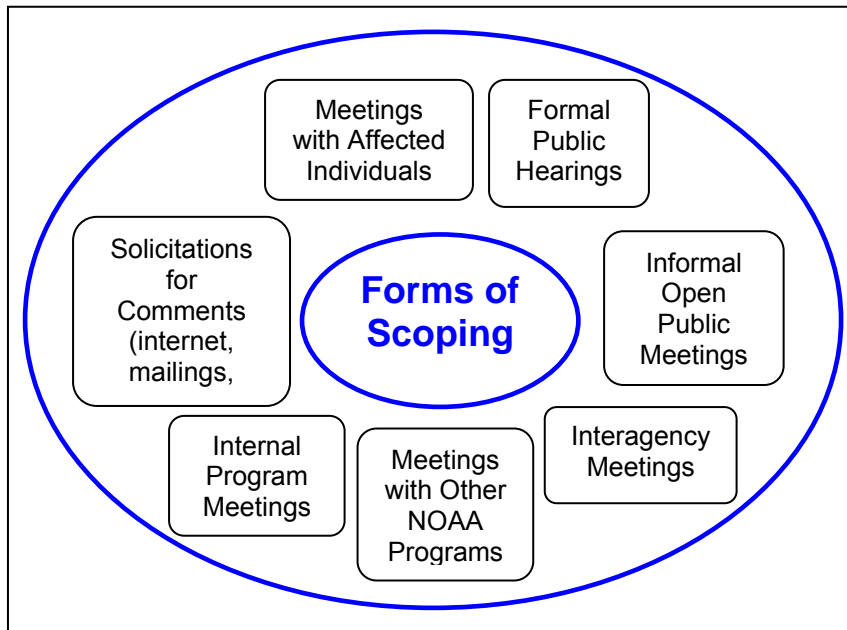 Meetings
with Affected
Individuals
Formal
Public
Hearings
Solicitations
for
Comments
(internet,
mailings,
Forms of
Scoping
Informal
Open
Public
Meetings
Internal
Program
Meetings
Meetings
with Other
NOAA
Programs
Interagency
Meetings